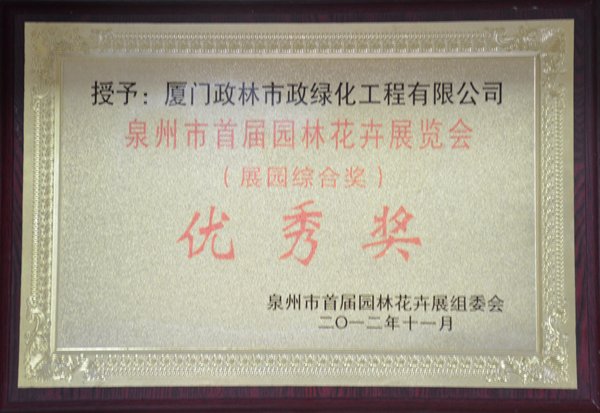 授予：厦门政林市政绿化工程有限公司
泉州市首届园林花卉展览会
（展园综合奖）
优秀奖
泉州市首届园林花卉展组委会
二〇一二年十一月